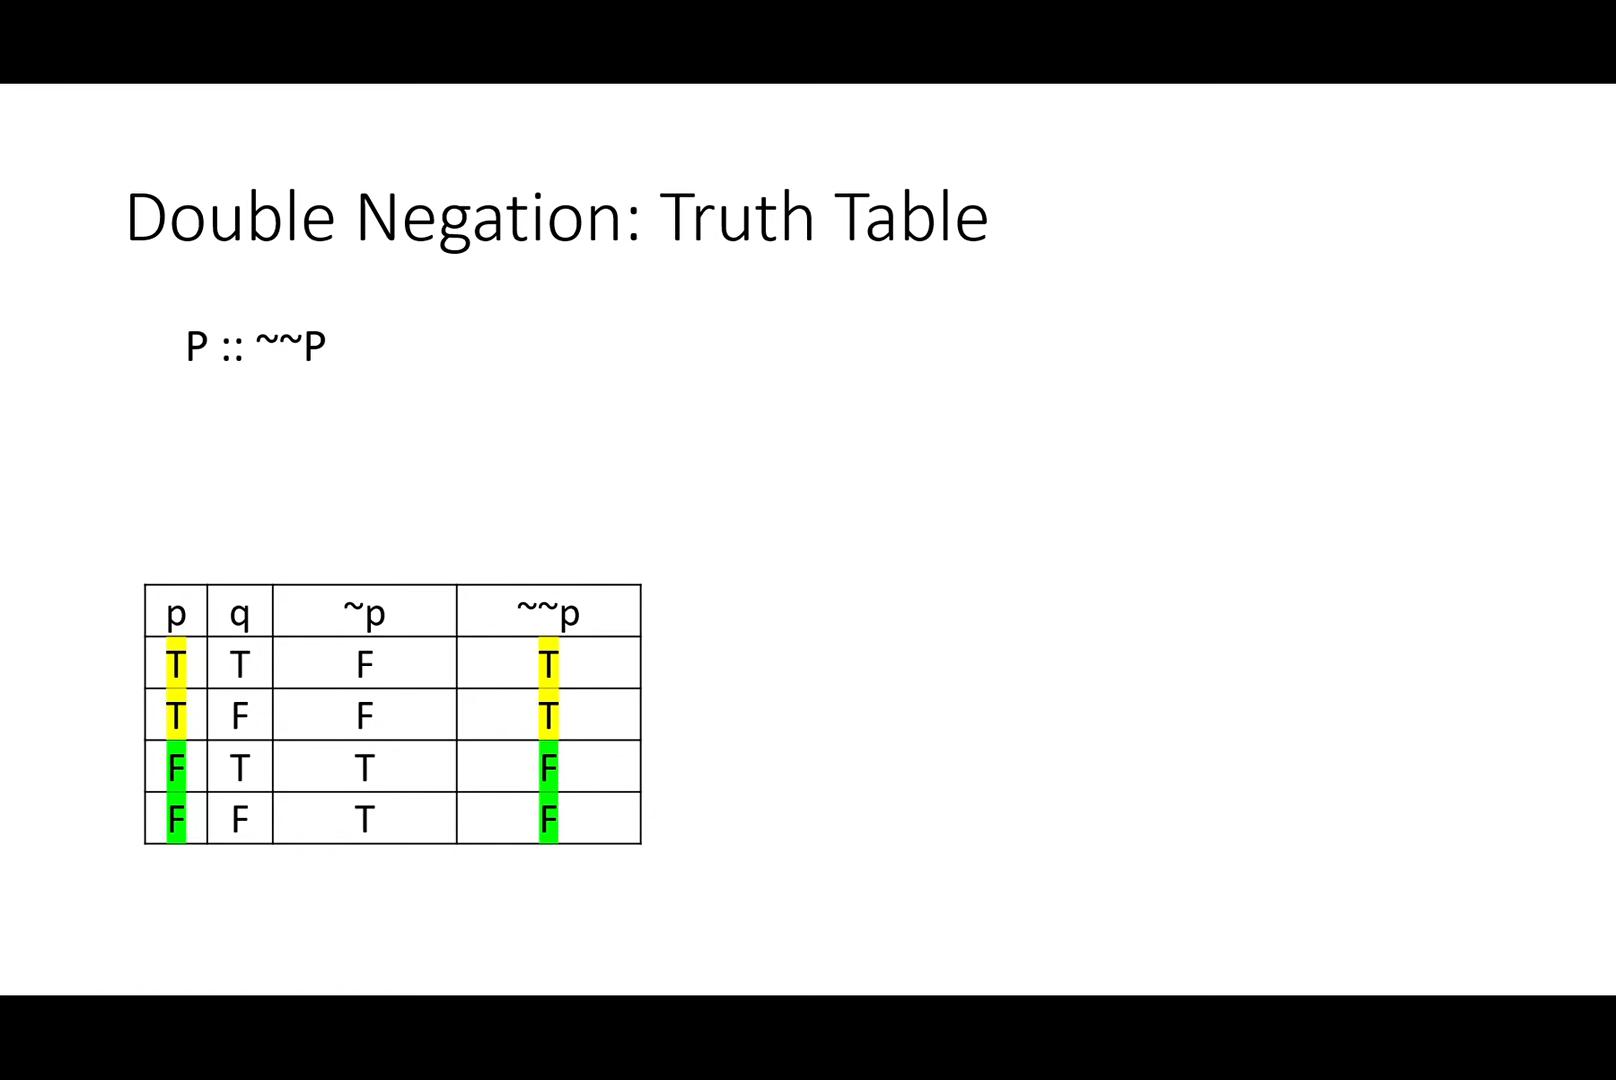 Double Negation: Truth Table
P :: ~~P
p q ~p ~~p
T T F T
T F F T
F T T F
F F T F